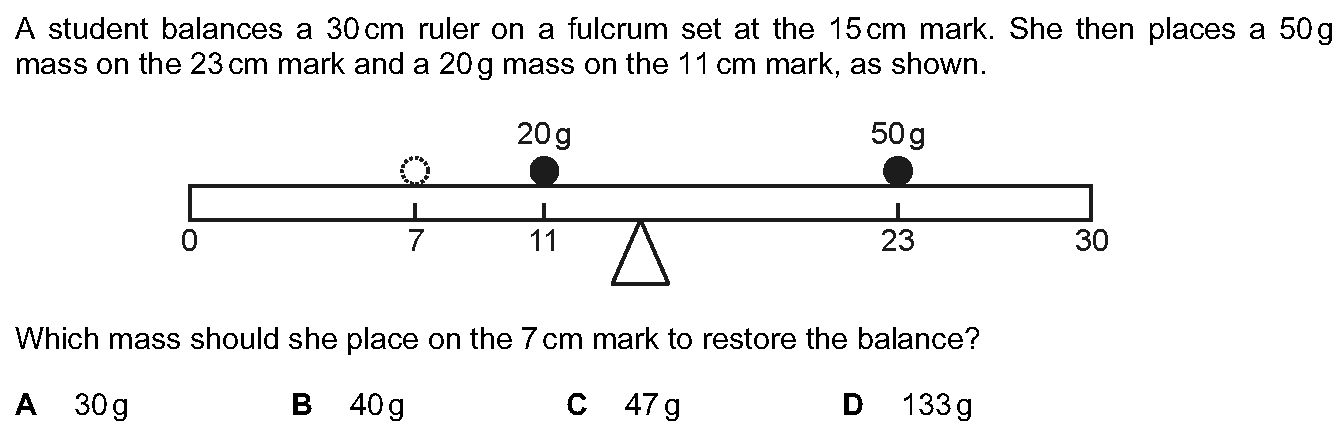 A student balances a 30 cm ruler on a fulcrum set at the 15 cm mark. She then places a 50 g
mass on the 23 cm mark and a 20 g mass on the 11 cm mark, as shown.
20 g 50 g
0 7 11 23 30
Which mass should she place on the 7 cm mark to restore the balance?
A 30 g B 40 g C 47 g D 133 g